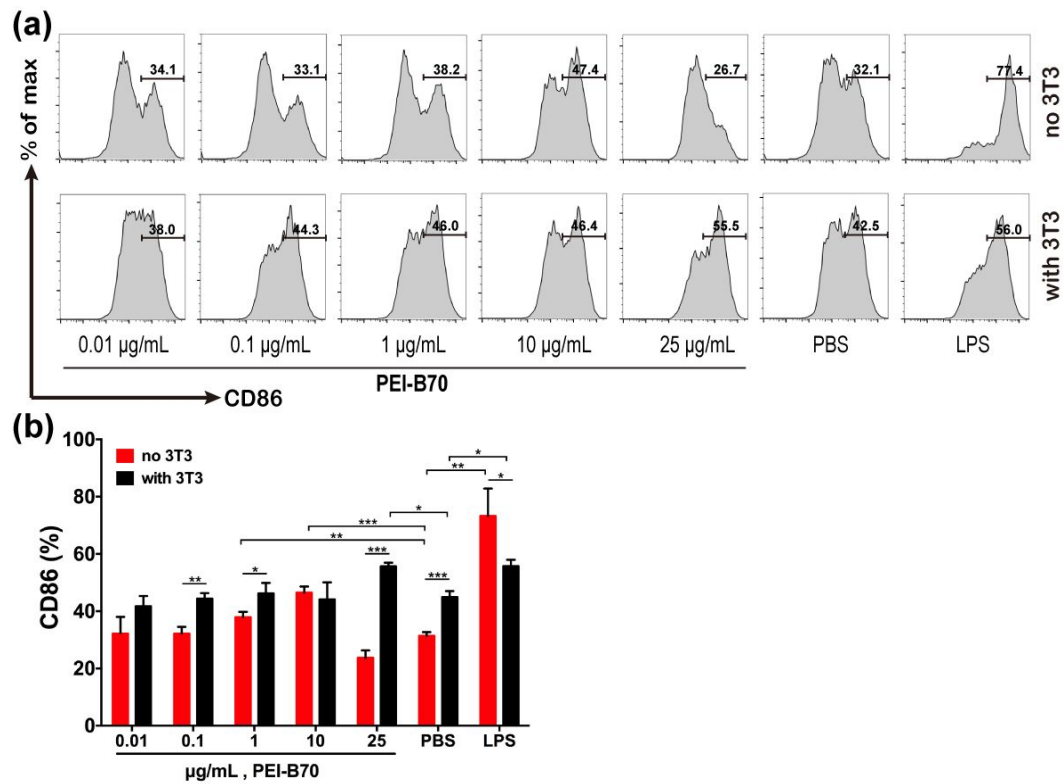 (a)
% of max
34.1 33.1 38.2 47.4 26.7 32.1 77.4
no 3T3
38.0 44.3 46.0 46.4 55.5 42.5 56.0
with 3T3
0.01 µg/mL 0.1 µg/mL 1 µg/mL 10 µg/mL 25 µg/mL PBS LPS
PEI-B70
CD86
(b)
CD86 (%)
100
80
60
40
20
0
no 3T3
with 3T3
*
** *
*** *
**
** * *** ***
0.01 0.1 1 10 25 PBS LPS
µg/mL , PEI-B70